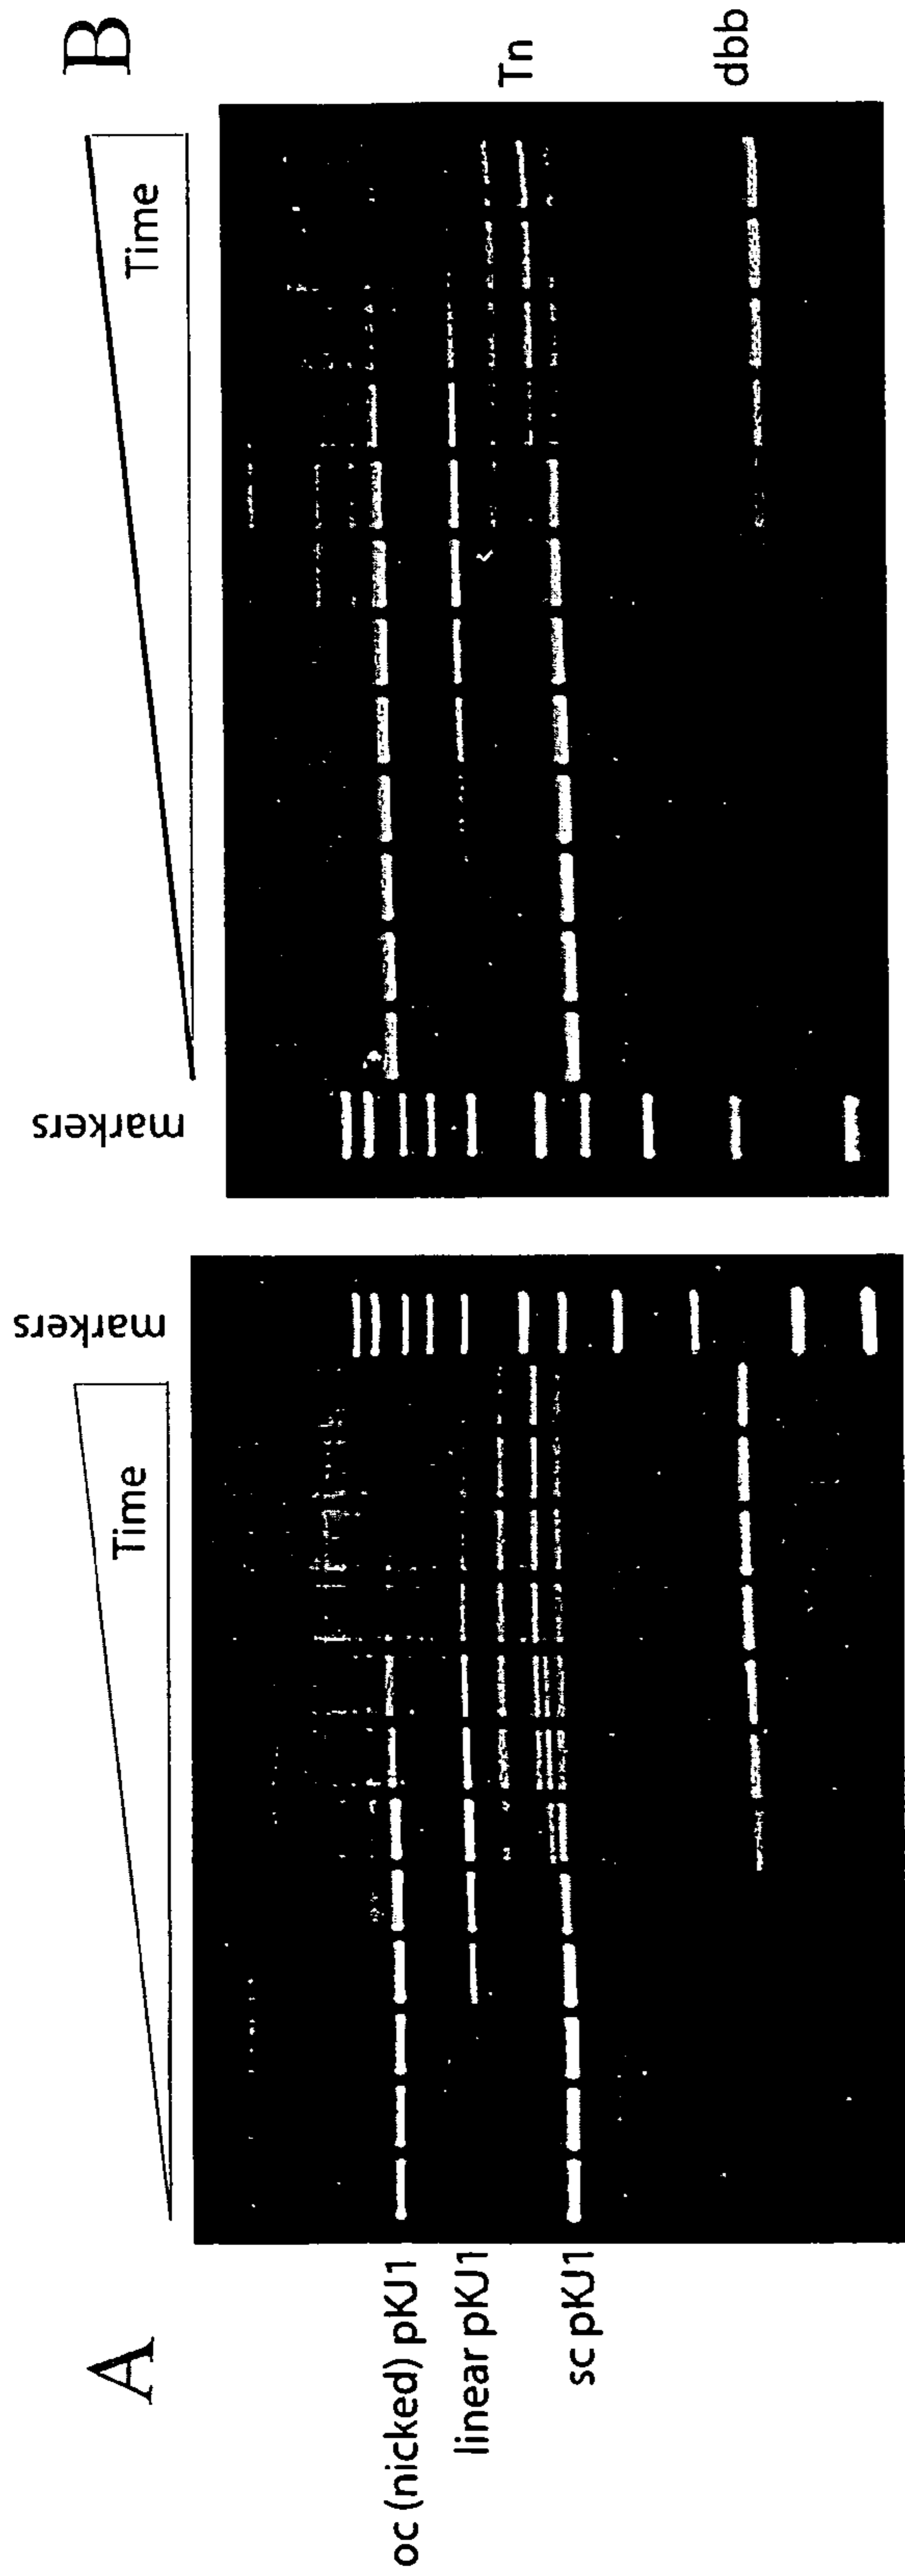 A
B
markers
Time
markers
Time
oc (nicked) pKJ1
linear pKJ1
sc pKJ1
Tn
dbb